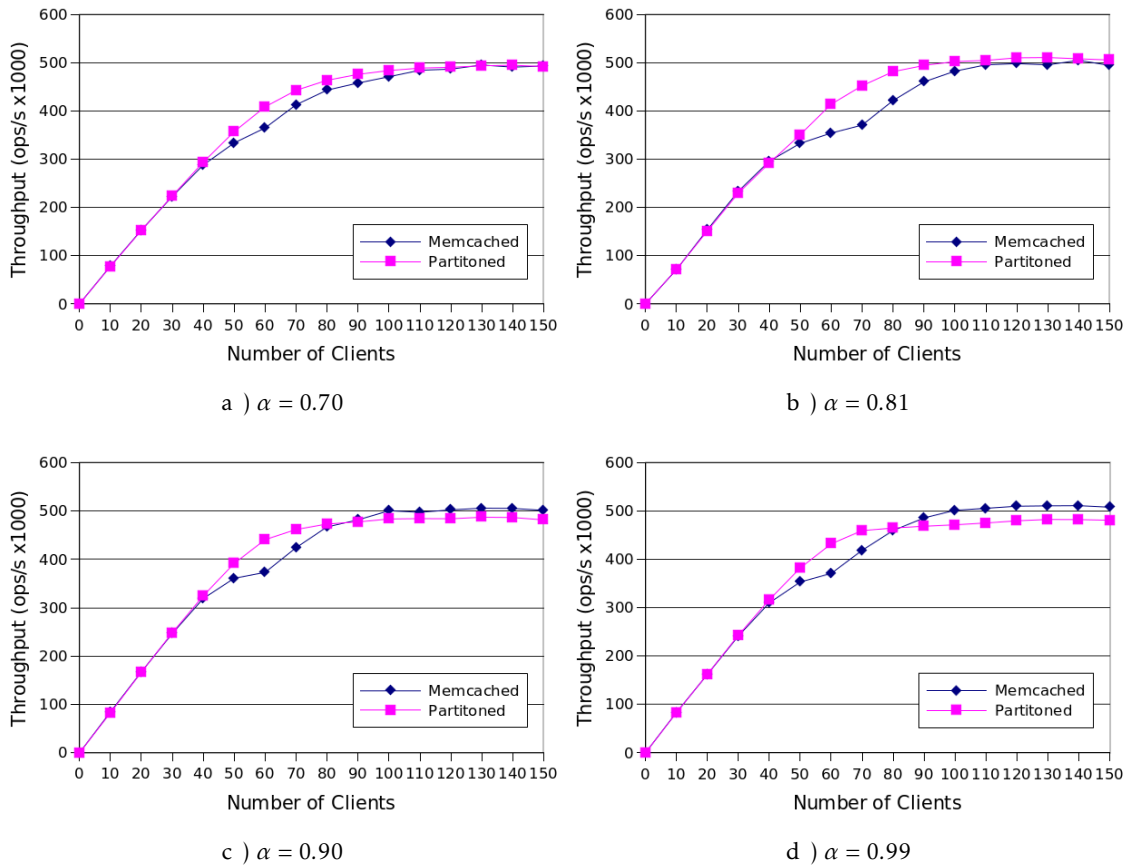 600
500
400
300
200
100
0
Throughput (ops/s x1000)
Memcached
Partitoned
0 10 20 30 40 50 60 70 80 90 100 110 120 130 140 150
Number of Clients
a ) α = 0.70
600
500
400
300
200
100
0
Throughput (ops/s x1000)
Memcached
Partitoned
0 10 20 30 40 50 60 70 80 90 100 110 120 130 140 150
Number of Clients
b ) α = 0.81
600
500
400
300
200
100
0
Throughput (ops/s x1000)
Memcached
Partitoned
0 10 20 30 40 50 60 70 80 90 100 110 120 130 140 150
Number of Clients
c ) α = 0.90
600
500
400
300
200
100
0
Throughput (ops/s x1000)
Memcached
Partitoned
0 10 20 30 40 50 60 70 80 90 100 110 120 130 140 150
Number of Clients
d ) α = 0.99